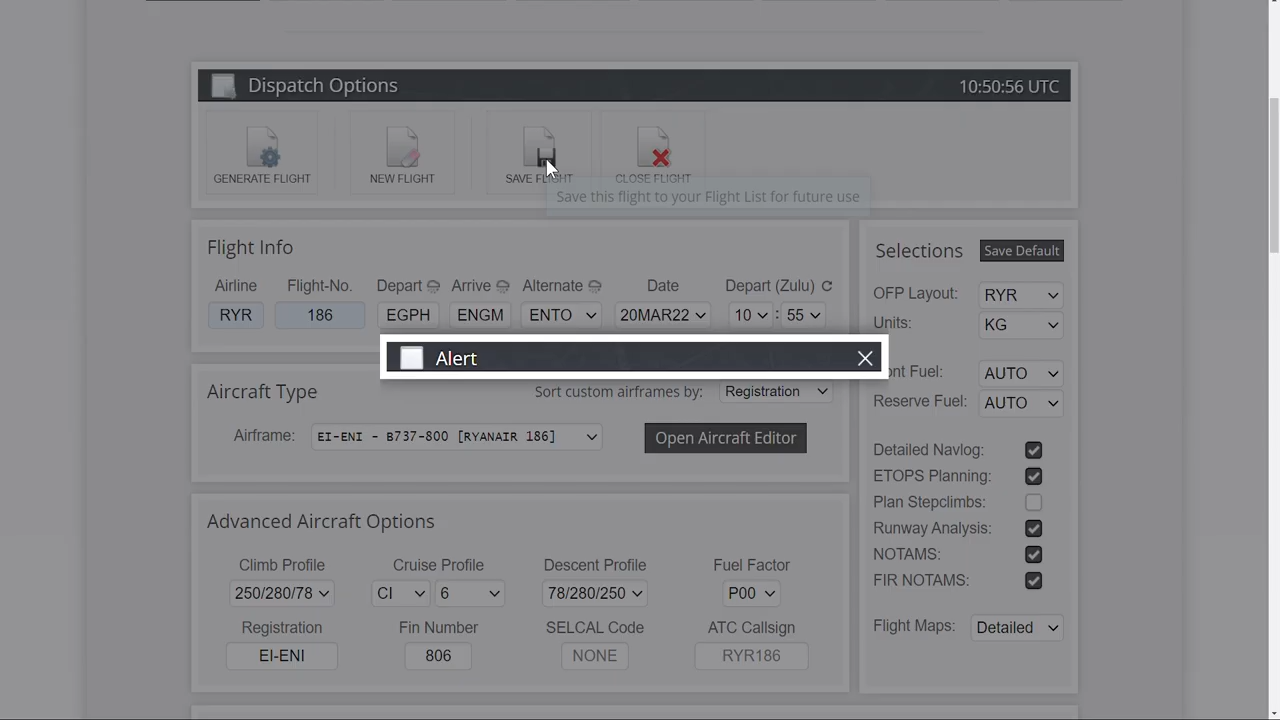 Dispatch Options 10:50:56 UTC
GENERATE FLIGHT NEW FLIGHT SAVE FLIGHT CLOSE FLIGHT
Save this flight to your Flight List for future use
Flight Info
Airline Flight-No. Depart Arrive Alternate Date Depart (Zulu)
RYR 186 EGPH ENGM ENTO 20MAR22 10 : 55
Alert
Aircraft Type Sort custom airframes by: Registration
Airframe: EI-ENI - B737-800 [RYANAIR 186] Open Aircraft Editor
Advanced Aircraft Options
Climb Profile Cruise Profile Descent Profile Fuel Factor
250/280/78 CI 6 78/280/250 P00
Registration Fin Number SELCAL Code ATC Callsign
EI-ENI 806 NONE RYR186
Selections Save Default
OFP Layout: RYR
Units: KG
Fuel: AUTO
Reserve Fuel: AUTO
Detailed Navlog:
ETOPS Planning:
Plan Stepclimbs:
Runway Analysis:
NOTAMS:
FIR NOTAMS:
Flight Maps: Detailed